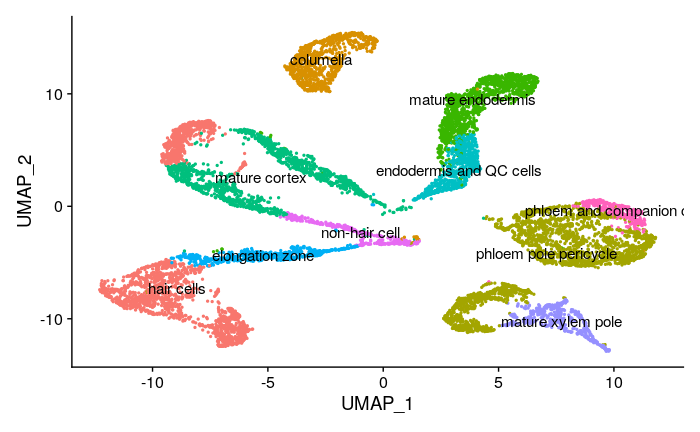 columella
10
mature endodermis
endodermis and QC cells
mature cortex
UMAP_2
0
phloem and companion c
non-hair cell
phloem pole pericycle
elongation zone
hair cells
-10
mature xylem pole
-10
-5
0
5
10
UMAP_1